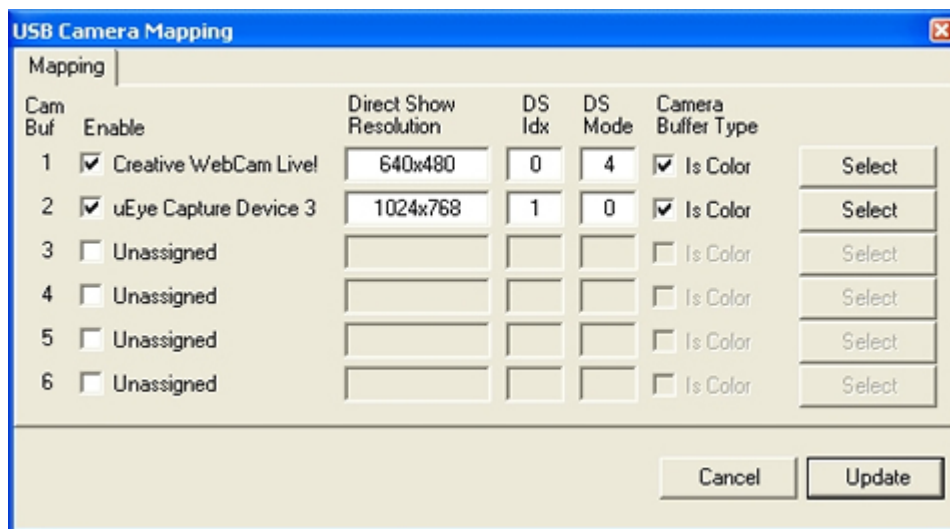 USB Camera Mapping
Mapping
Cam Buf Enable Direct Show Resolution DS Idx DS Mode Camera Buffer Type
1 Creative WebCam Live! 640x480 0 4 Is Color Select
2 uEye Capture Device 3 1024x768 1 0 Is Color Select
3 Unassigned Is Color Select
4 Unassigned Is Color Select
5 Unassigned Is Color Select
6 Unassigned Is Color Select
Cancel Update